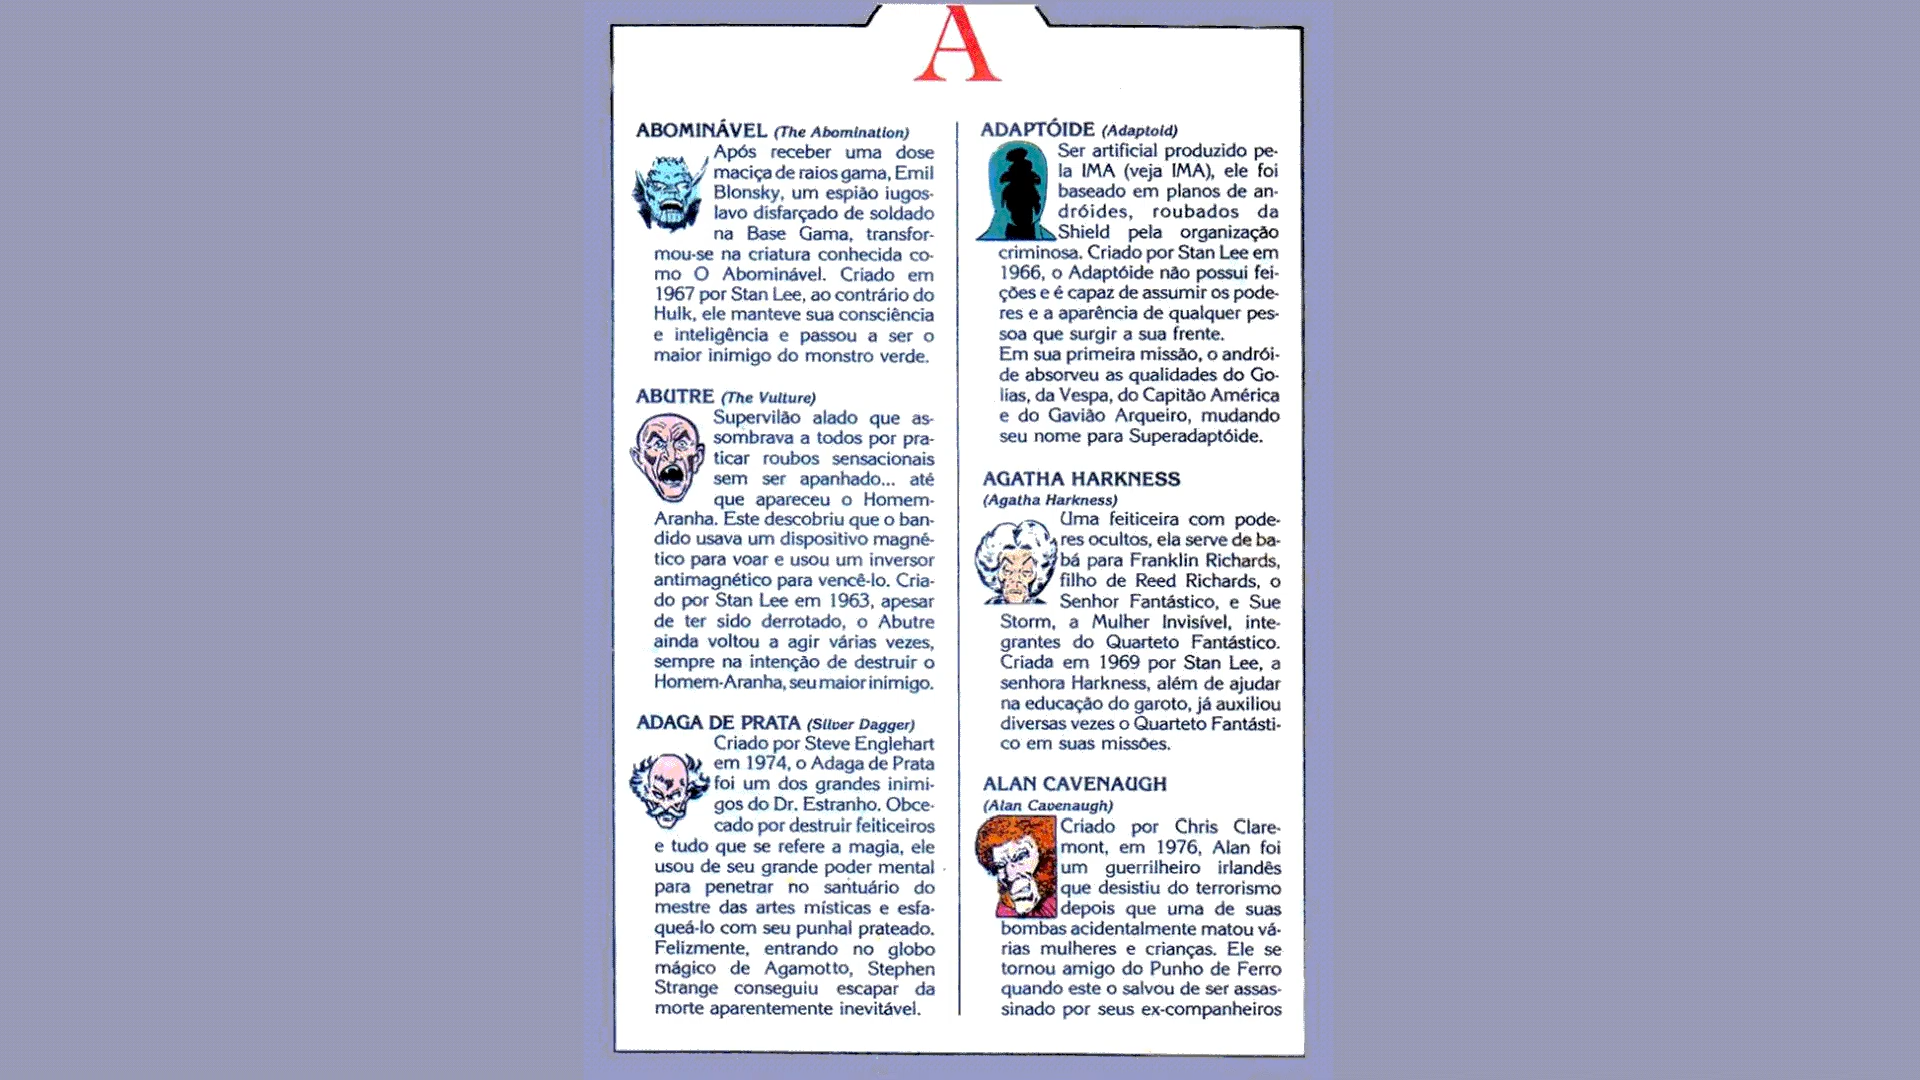 A
ABOMINÁVEL (The Abomination)
Após receber uma dose
maciça de raios gama, Emil
Blonsky, um espião iugos-
lavo disfarçado de soldado
na Base Gama, transfor-
mou-se na criatura conhecida co-
mo O Abominável. Criado em
1967 por Stan Lee, ao contrário do
Hulk, ele manteve sua consciência
e inteligência e passou a ser o
maior inimigo do monstro verde.
ABUTRE (The Vulture)
Supervilão alado que as-
sombrava a todos por pra-
ticar roubos sensacionais
sem ser apanhado... até
que apareceu o Homem-
Aranha. Este descobriu que o ban-
dido usava um dispositivo magné-
tico para voar e usou um inversor
antimagnético para vencê-lo. Cria-
do por Stan Lee em 1963, apesar
de ter sido derrotado, o Abutre
ainda voltou a agir várias vezes,
sempre na intenção de destruir o
Homem-Aranha, seu maior inimigo.
ADAGA DE PRATA (Silver Dagger)
Criado por Steve Englehart
em 1974, o Adaga de Prata
foi um dos grandes inimi-
gos do Dr. Estranho. Obce-
cado por destruir feiticeiros
e tudo que se refere a magia, ele
usou de seu grande poder mental
para penetrar no santuário do
mestre das artes místicas e esfa-
queá-lo com seu punhal prateado.
Felizmente, entrando no globo
mágico de Agamotto, Stephen
Strange conseguiu escapar da
morte aparentemente inevitável.
ADAPTÓIDE (Adaptoid)
Ser artificial produzido pe-
la IMA (veja IMA), ele foi
baseado em planos de an-
dróides, roubados da
Shield pela organização
criminosa. Criado por Stan Lee em
1966, o Adaptóide não possui fei-
ções e é capaz de assumir os pode-
res e a aparência de qualquer pes-
soa que surgir a sua frente.
Em sua primeira missão, o andrói-
de absorveu as qualidades do Go-
lias, da Vespa, do Capitão América
e do Gavião Arqueiro, mudando
seu nome para Superadaptóide.
AGATHA HARKNESS
(Agatha Harkness)
Uma feiticeira com pode-
res ocultos, ela serve de ba-
bá para Franklin Richards,
filho de Reed Richards, o
Senhor Fantástico, e Sue
Storm, a Mulher Invisível, inte-
grantes do Quarteto Fantástico.
Criada em 1969 por Stan Lee, a
senhora Harkness, além de ajudar
na educação do garoto, já auxiliou
diversas vezes o Quarteto Fantásti-
co em suas missões.
ALAN CAVENAUGH
(Alan Cavenaugh)
Criado por Chris Clare-
mont, em 1976, Alan foi
um guerrilheiro irlandês
que desistiu do terrorismo
depois que uma de suas
bombas acidentalmente matou vá-
rias mulheres e crianças. Ele se
tornou amigo do Punho de Ferro
quando este o salvou de ser assas-
sinado por seus ex-companheiros